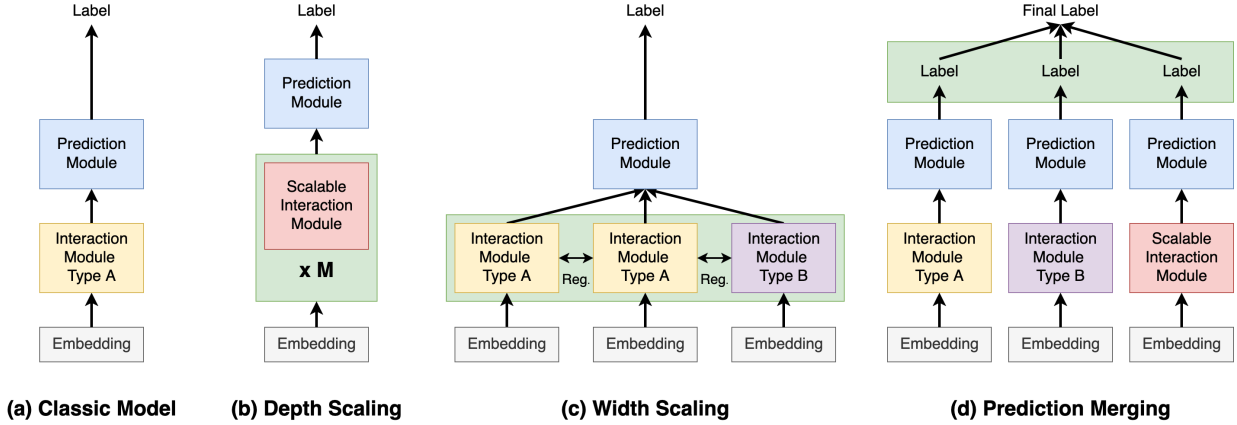 Label
Prediction
Module
Interaction
Module
Type A
Embedding
(a) Classic Model
Label
Prediction
Module
Scalable
Interaction
Module
x M
Embedding
(b) Depth Scaling
Label
Prediction
Module
Interaction
Module
Type A
Reg.
Interaction
Module
Type A
Reg.
Interaction
Module
Type B
Embedding
Embedding
Embedding
(c) Width Scaling
Final Label
Label
Label
Label
Prediction
Module
Prediction
Module
Prediction
Module
Interaction
Module
Type A
Interaction
Module
Type B
Scalable
Interaction
Module
Embedding
Embedding
Embedding
(d) Prediction Merging